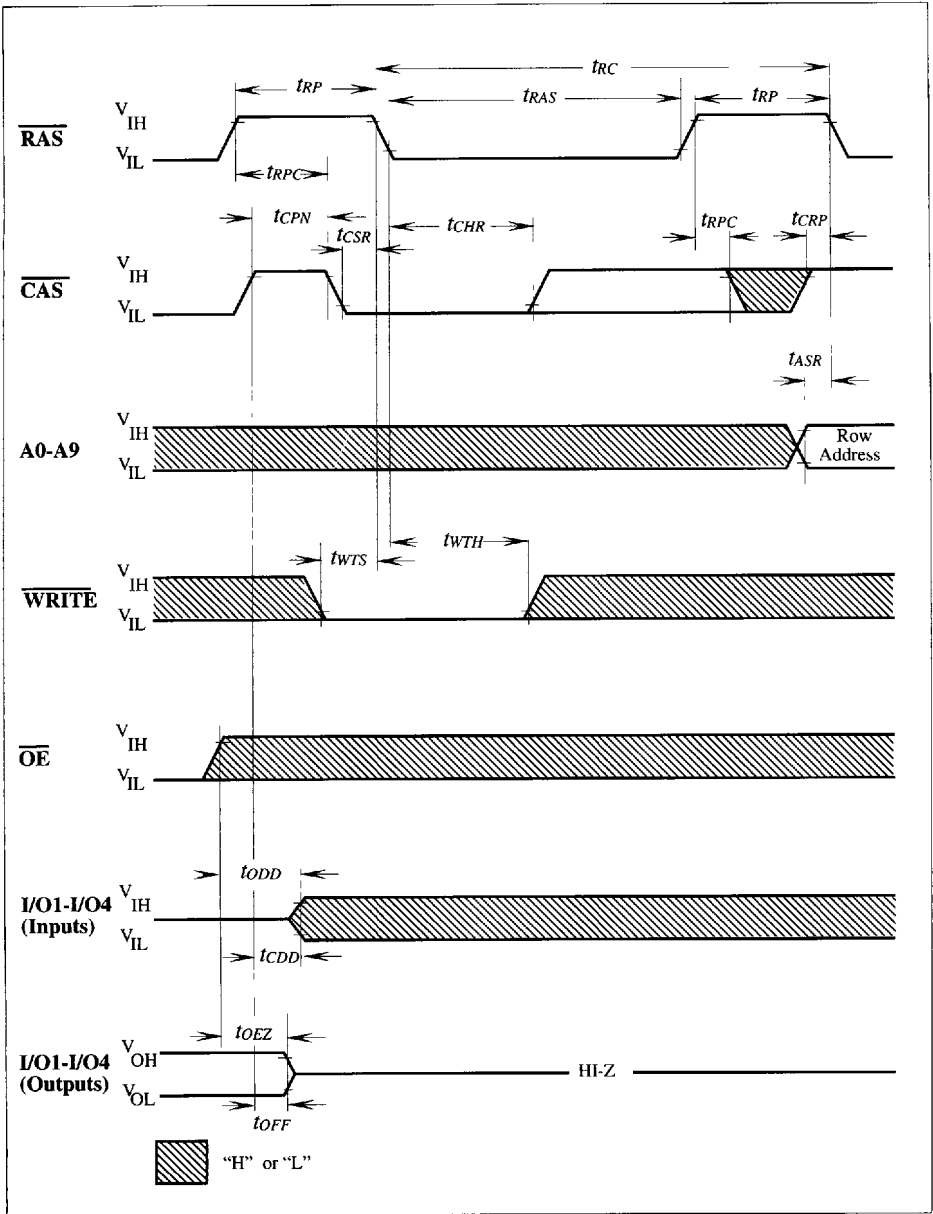 tRC
tRP tRAS tRP
RAS VIH
VIL
tRPC
tCPN tCSR tCHR tRPC tCRP
CAS VIH
VIL
tASR
A0-A9 VIH
VIL
Row
Address
tWTS tWTH
WRITE VIH
VIL
OE VIH
VIL
tODD
I/O1-I/O4
(Inputs)
VIH
VIL
tCDD
tOEZ
I/O1-I/O4
(Outputs)
VOH
VOL
HI-Z
tOFF
“H” or “L”